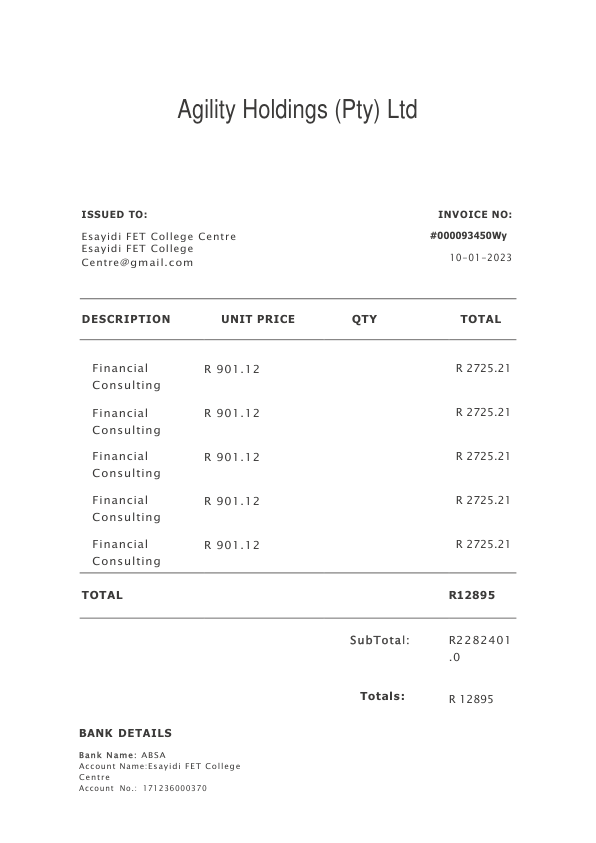 Agility Holdings (Pty) Ltd
ISSUED TO: INVOICE NO:
Esayidi FET College Centre #000093450Wy
Esayidi FET College
Centre@gmail.com 10-01-2023
DESCRIPTION UNIT PRICE QTY TOTAL
Financial R 901.12 R 2725.21
Consulting
Financial R 901.12 R 2725.21
Consulting
Financial R 901.12 R 2725.21
Consulting
Financial R 901.12 R 2725.21
Consulting
Financial R 901.12 R 2725.21
Consulting
TOTAL R12895
SubTotal: R2282401
.0
Totals: R 12895
BANK DETAILS
Bank Name: ABSA
Account Name:Esayidi FET College
Centre
Account No.: 171236000370